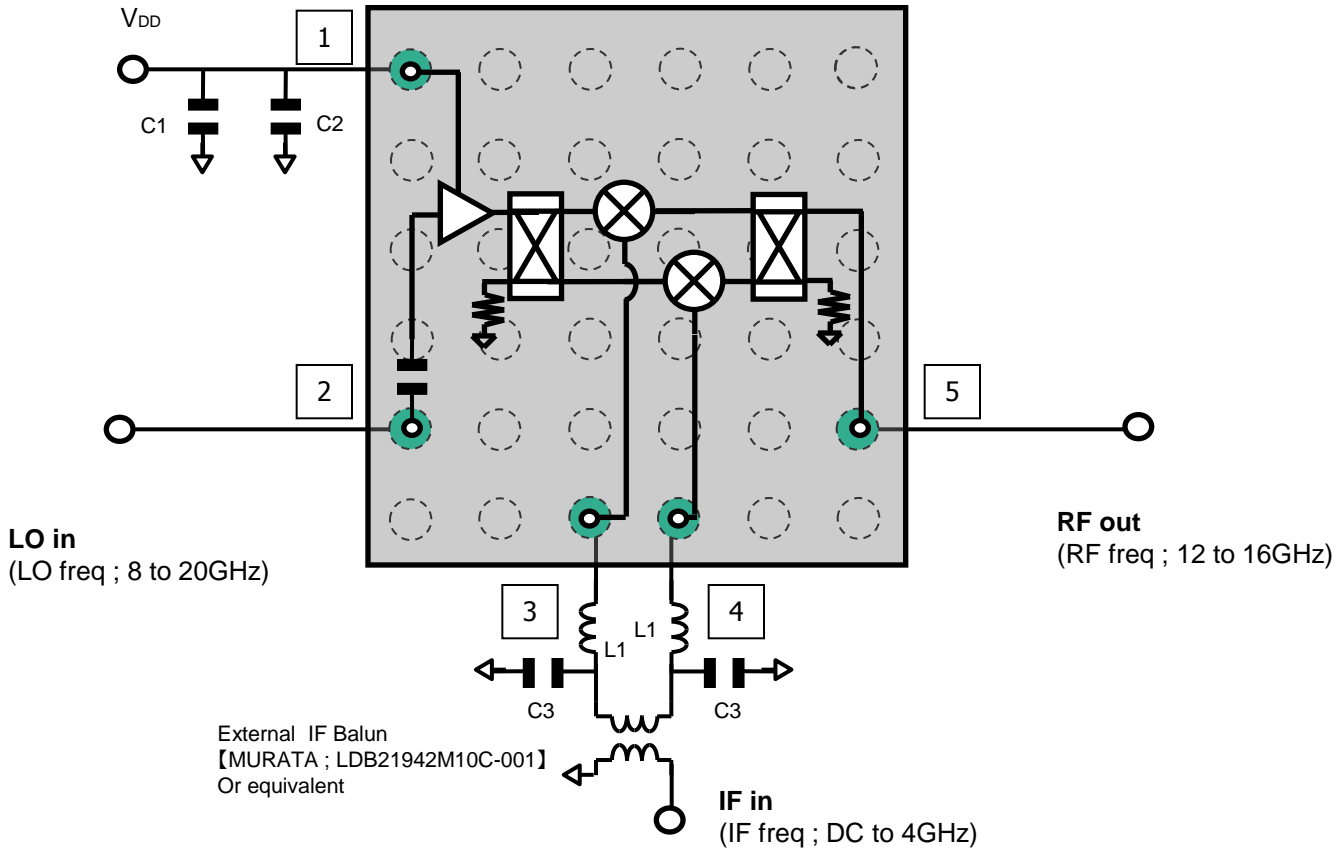 VDD
1
C1
C2
2
5
LO in
(LO freq ; 8 to 20GHz)
RF out
(RF freq ; 12 to 16GHz)
3
4
L1
L1
C3
C3
External IF Balun
【MURATA ; LDB21942M10C-001】
Or equivalent
IF in
(IF freq ; DC to 4GHz)